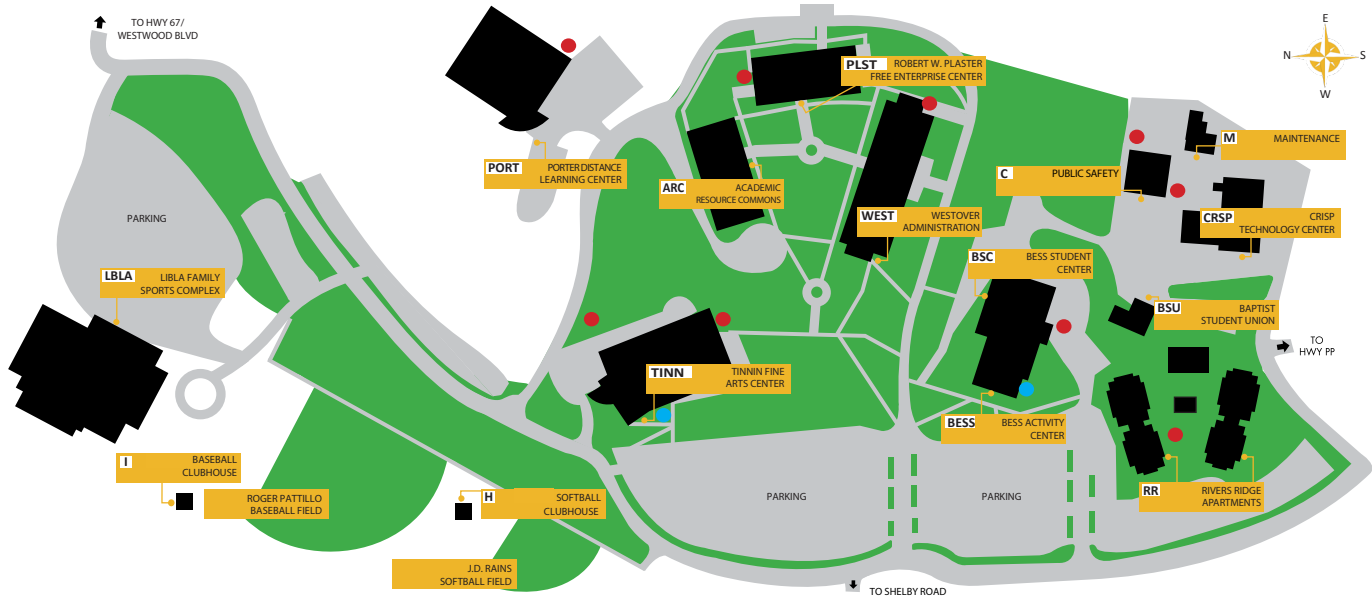 TO HWY 67/
WESTWOOD BLVD
E
N
S
W
PLST
ROBERT W. PLASTER
FREE ENTERPRISE CENTER
M
MAINTENANCE
PORT
PORTER DISTANCE
LEARNING CENTER
C
PUBLIC SAFETY
ARC
ACADEMIC
RESOURCE COMMONS
WEST
WESTOVER
ADMINISTRATION
CRSP
CRISP
TECHNOLOGY CENTER
PARKING
BSC
BESS STUDENT
CENTER
LBLA
LIBLA FAMILY
SPORTS COMPLEX
BSU
BAPTIST
STUDENT UNION
TO
HWY PP
TINN
TINNIN FINE
ARTS CENTER
BESS
BESS ACTIVITY
CENTER
I
BASEBALL
CLUBHOUSE
ROGER PATTILLO
BASEBALL FIELD
H
SOFTBALL
CLUBHOUSE
PARKING
PARKING
RR
RIVERS RIDGE
APARTMENTS
J.D. RAINS
SOFTBALL FIELD
TO SHELBY ROAD